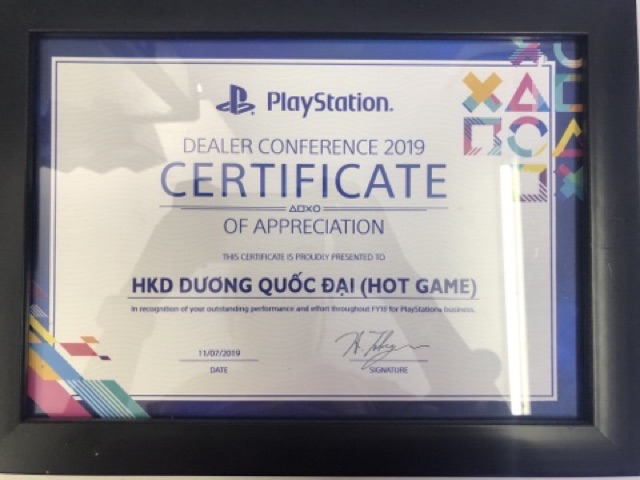 PlayStation.
DEALER CONFERENCE 2019
CERTIFICATE
OF APPRECIATION
THIS CERTIFICATE IS PROUDLY PRESENTED TO
HKD DƯƠNG QUỐC ĐẠI (HOT GAME)
In recognition of your outstanding performance and effort throughout FY18 for PlayStation® business.
11/07/2019
DATE
SIGNATURE